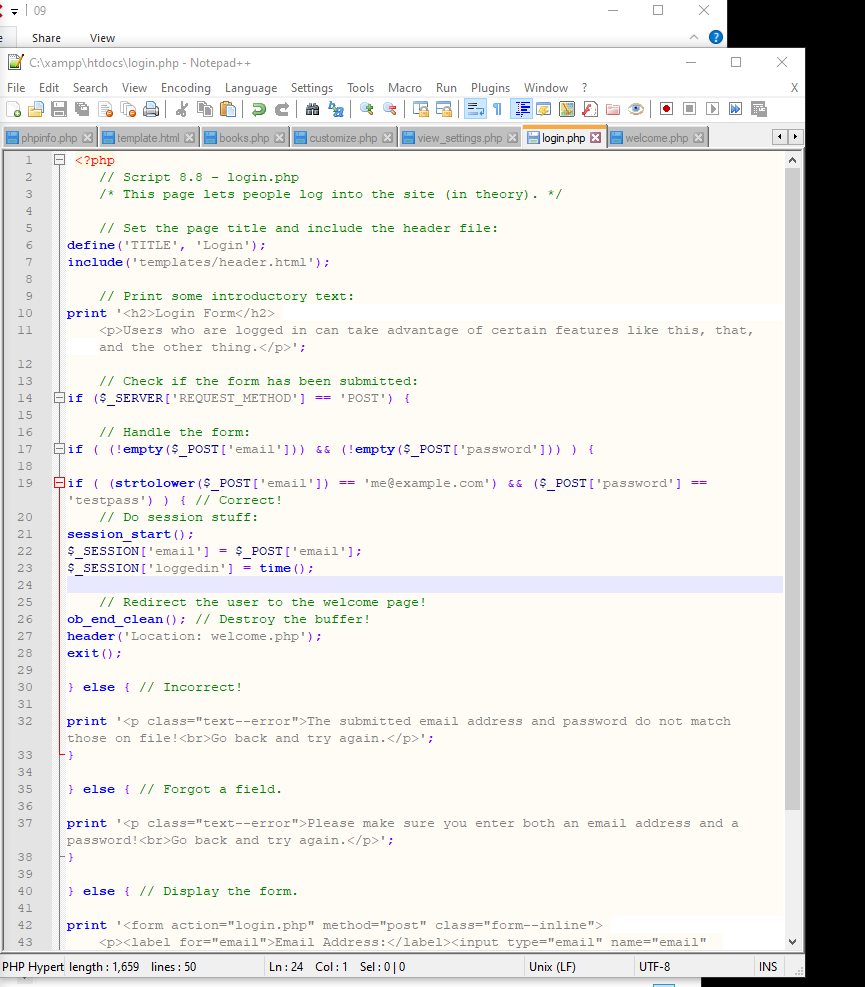 09
Share View
?
C:\xampp\htdocs\login.php - Notepad++
File Edit Search View Encoding Language Settings Tools Macro Run Plugins Window ? X
phpinfo.php template.html books.php customize.php view_settings.php login.php welcome.php
1 <?php
2 // Script 8.8 - login.php
3 /* This page lets people log into the site (in theory). */
4
5 // Set the page title and include the header file:
6 define('TITLE', 'Login');
7 include('templates/header.html');
8
9 // Print some introductory text:
10 print '<h2>Login Form</h2>
11 <p>Users who are logged in can take advantage of certain features like this, that,
and the other thing.</p>';
12
13 // Check if the form has been submitted:
14 if ($_SERVER['REQUEST_METHOD'] == 'POST') {
15
16 // Handle the form:
17 if ( (!empty($_POST['email'])) && (!empty($_POST['password'])) ) {
18
19 if ( (strtolower($_POST['email']) == 'me@example.com') && ($_POST['password'] ==
'testpass') ) { // Correct!
20 // Do session stuff:
21 session_start();
22 $_SESSION['email'] = $_POST['email'];
23 $_SESSION['loggedin'] = time();
24
25 // Redirect the user to the welcome page!
26 ob_end_clean(); // Destroy the buffer!
27 header('Location: welcome.php');
28 exit();
29
30 } else { // Incorrect!
31
32 print '<p class="text--error">The submitted email address and password do not match
those on file!<br>Go back and try again.</p>';
33 }
34
35 } else { // Forgot a field.
36
37 print '<p class="text--error">Please make sure you enter both an email address and a
password!<br>Go back and try again.</p>';
38 }
39
40 } else { // Display the form.
41
42 print '<form action="login.php" method="post" class="form--inline">
43 <p><label for="email">Email Address:</label><input type="email" name="email"
PHP Hypert length : 1,659 lines : 50 Ln : 24 Col : 1 Sel : 0 | 0 Unix (LF) UTF-8 INS